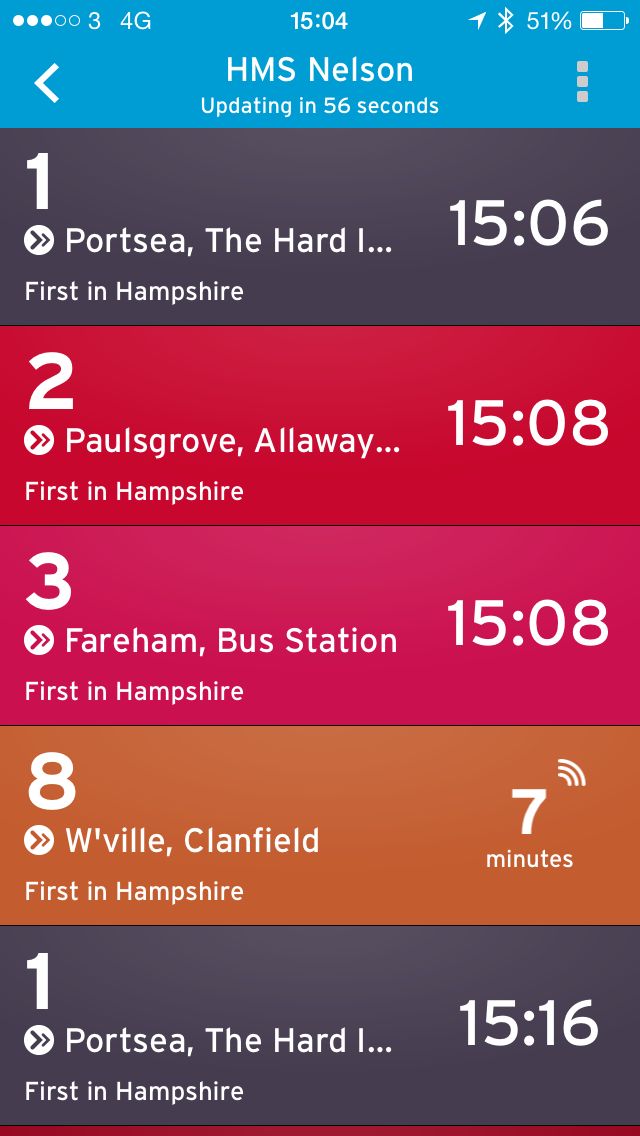 3 4G 15:04 51%
HMS Nelson
Updating in 56 seconds
1
Portsea, The Hard I...
15:06
First in Hampshire
2
Paulsgrove, Allaway...
15:08
First in Hampshire
3
Fareham, Bus Station
15:08
First in Hampshire
8
W'ville, Clanfield
7
minutes
First in Hampshire
1
Portsea, The Hard I...
15:16
First in Hampshire